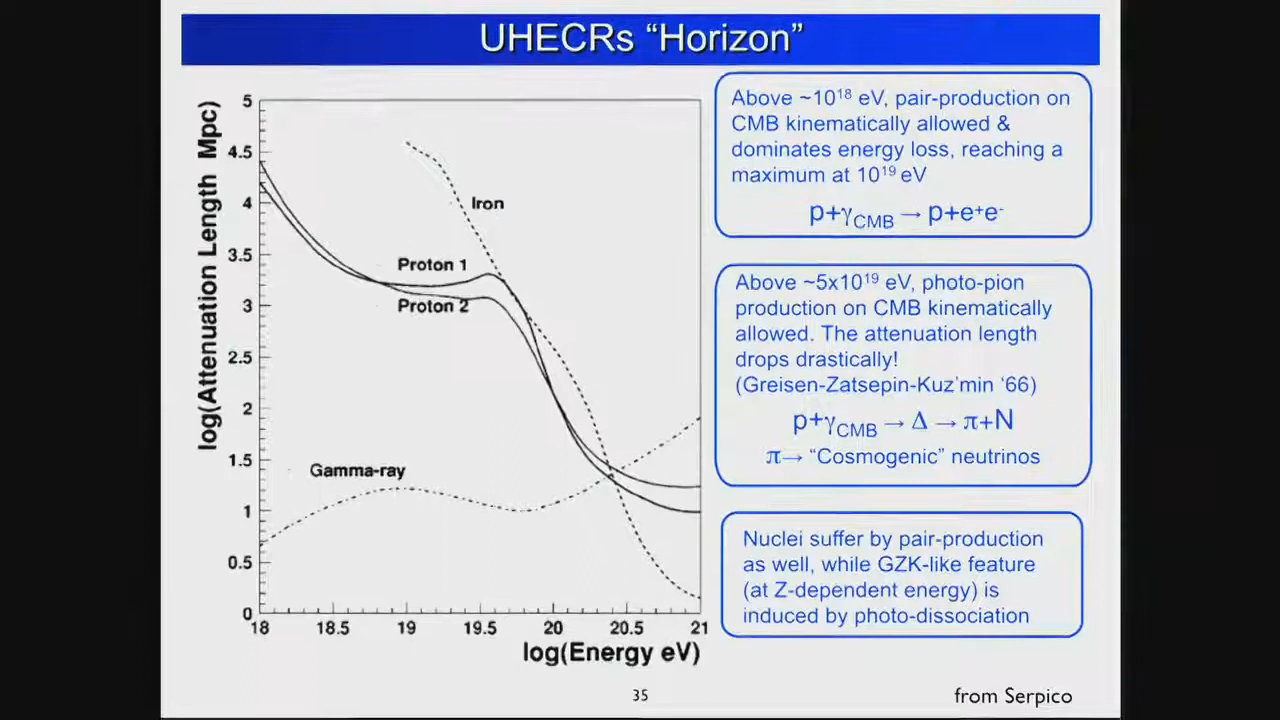 UHECRs “Horizon”
log(Attenuation Length Mpc)
5
4.5
4
3.5
3
2.5
2
1.5
1
0.5
0
Iron
Proton 1
Proton 2
Gamma-ray
18 18.5 19 19.5 20 20.5 21
log(Energy eV)
Above ~10¹⁸ eV, pair-production on
CMB kinematically allowed &
dominates energy loss, reaching a
maximum at 10¹⁹ eV
p+γCMB → p+e⁺e⁻
Above ~5x10¹⁹ eV, photo-pion
production on CMB kinematically
allowed. The attenuation length
drops drastically!
(Greisen-Zatsepin-Kuz’min ‘66)
p+γCMB → Δ → π+N
π→ “Cosmogenic” neutrinos
Nuclei suffer by pair-production
as well, while GZK-like feature
(at Z-dependent energy) is
induced by photo-dissociation
35
from Serpico